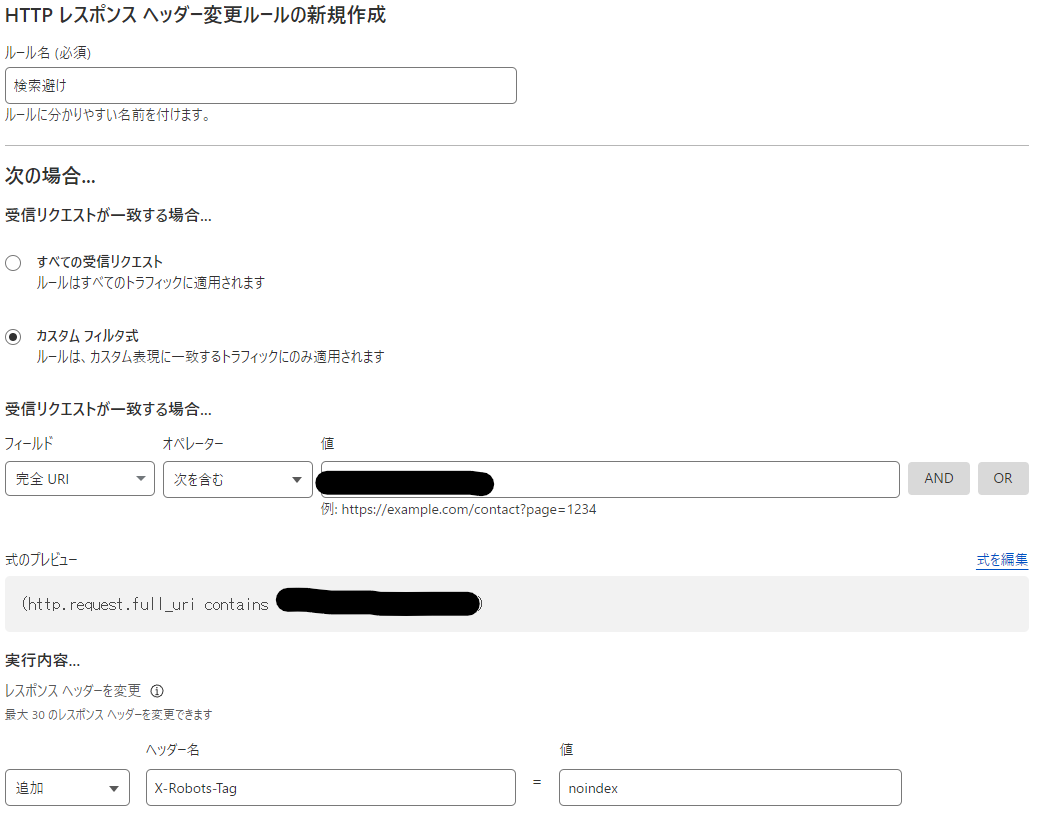 HTTP レスポンス ヘッダー変更ルールの新規作成
ルール名 (必須)
検索避け
ルールに分かりやすい名前を付けます。
次の場合...
受信リクエストが一致する場合...
すべての受信リクエスト
ルールはすべてのトラフィックに適用されます
カスタム フィルタ式
ルールは、カスタム表現に一致するトラフィックにのみ適用されます
受信リクエストが一致する場合...
フィールド オペレーター 値
完全 URI 次を含む AND OR
例: https://example.com/contact?page=1234
式のプレビュー 式を編集
(http.request.full_uri contains )
実行内容...
レスポンス ヘッダーを変更
最大 30 のレスポンス ヘッダーを変更できます
ヘッダー名 値
追加 X-Robots-Tag = noindex